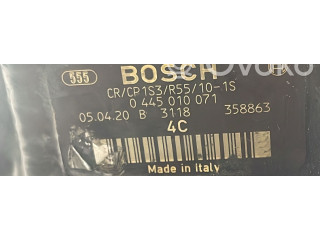 555 BOSCH
CR/CP1S3/R55/10-1S
0 445 010 071
05.04.20 B 3118 358863
4C
Made in Italy